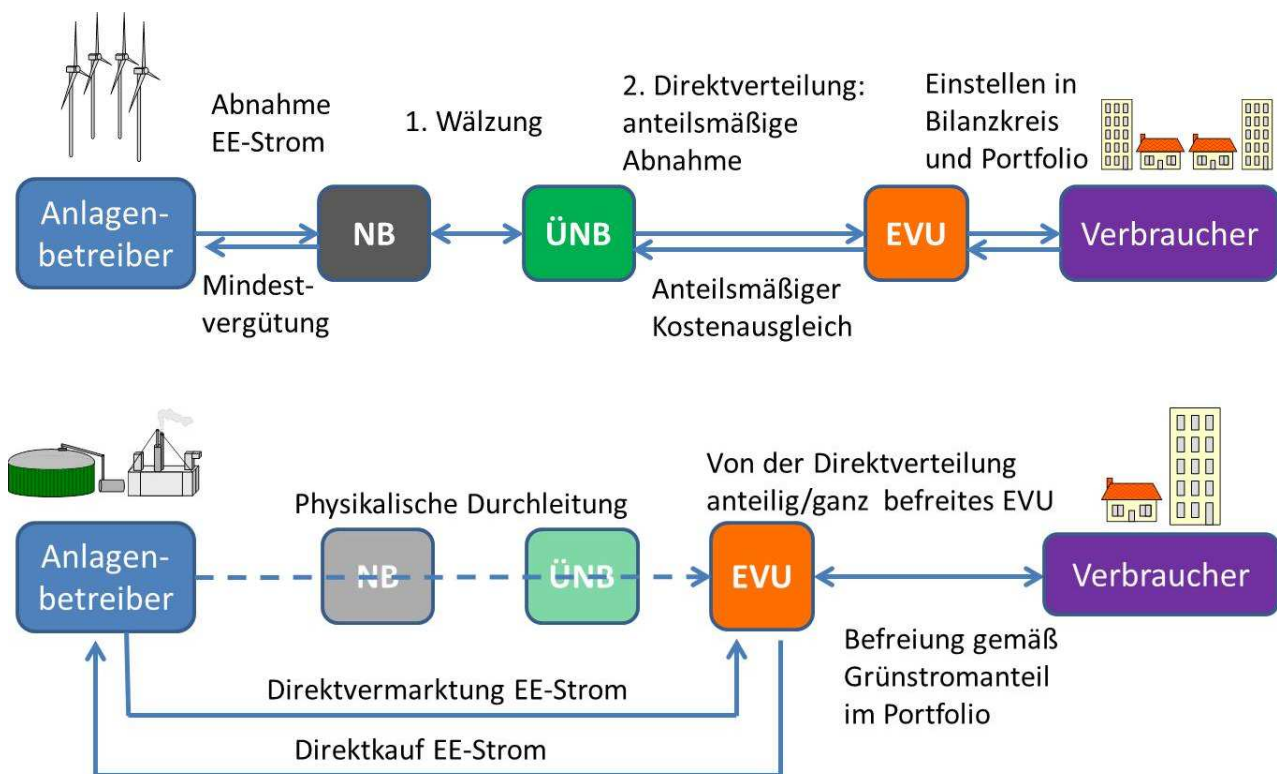 Abnahme
EE-Strom
1. Wälzung
2. Direktverteilung:
anteilsmäßige
Abnahme
Einstellen in
Bilanzkreis
und Portfolio
Anlagen-
betreiber
NB
ÜNB
EVU
Verbraucher
Mindest-
vergütung
Anteilsmäßiger
Kostenausgleich
Physikalische Durchleitung
Von der Direktverteilung
anteilig/ganz befreites EVU
Anlagen-
betreiber
NB
ÜNB
EVU
Verbraucher
Befreiung gemäß
Grünstromanteil
im Portfolio
Direktvermarktung EE-Strom
Direktkauf EE-Strom